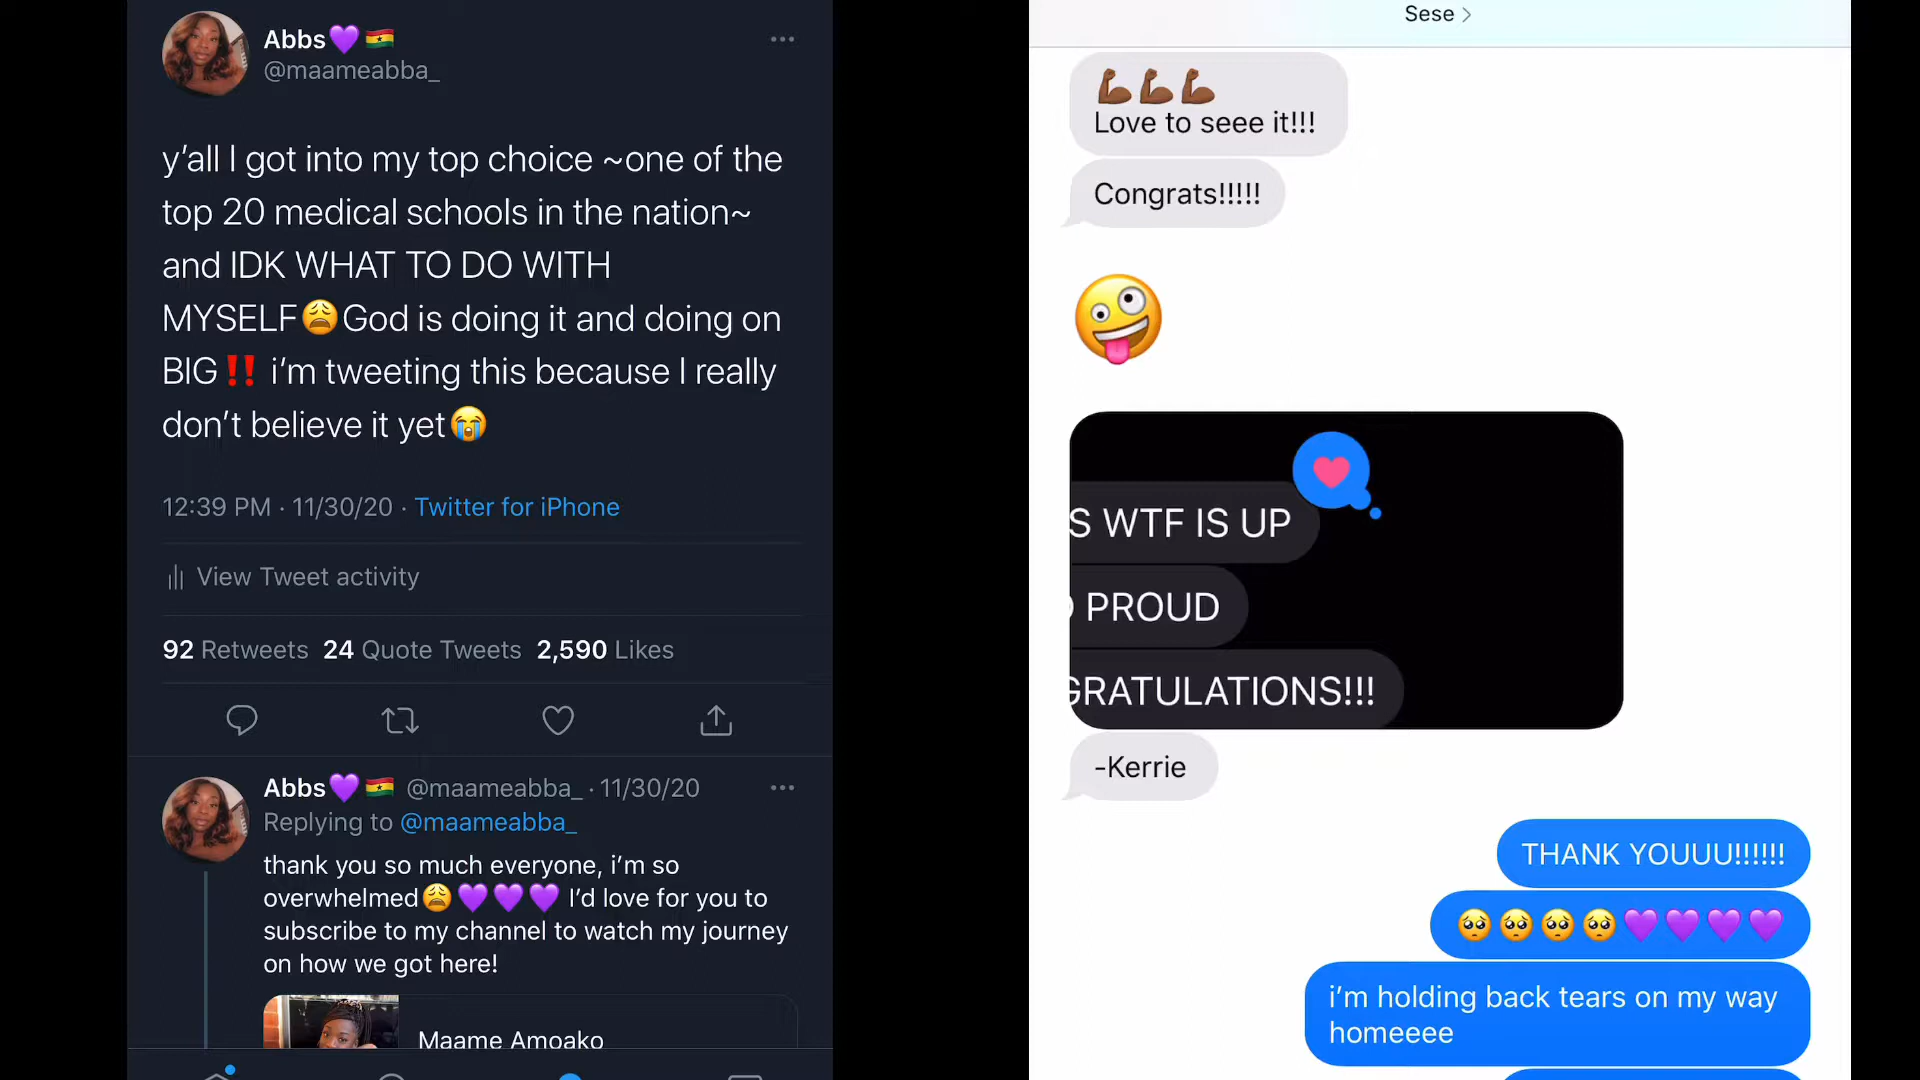 Abbs💜🇬🇭
@maameabba_
y’all I got into my top choice ~one of the
top 20 medical schools in the nation~
and IDK WHAT TO DO WITH
MYSELF😩God is doing it and doing on
BIG‼️ i’m tweeting this because I really
don’t believe it yet😭
12:39 PM · 11/30/20 · Twitter for iPhone
View Tweet activity
92 Retweets 24 Quote Tweets 2,590 Likes
Abbs💜🇬🇭 @maameabba_ · 11/30/20
Replying to @maameabba_
thank you so much everyone, i’m so
overwhelmed😩💜💜💜 I’d love for you to
subscribe to my channel to watch my journey
on how we got here!
Maame Amoako
Sese
💪🏾💪🏾💪🏾
Love to seee it!!!
Congrats!!!!!
🤪
S WTF IS UP
PROUD
GRATULATIONS!!!
-Kerrie
THANK YOUUU!!!!!!
🥺🥺🥺🥺💜💜💜💜
i’m holding back tears on my way
homeeee